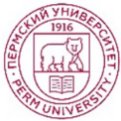 ПЕРМСКИЙ УНИВЕРСИТЕТ
1916
PERM UNIVERSITY